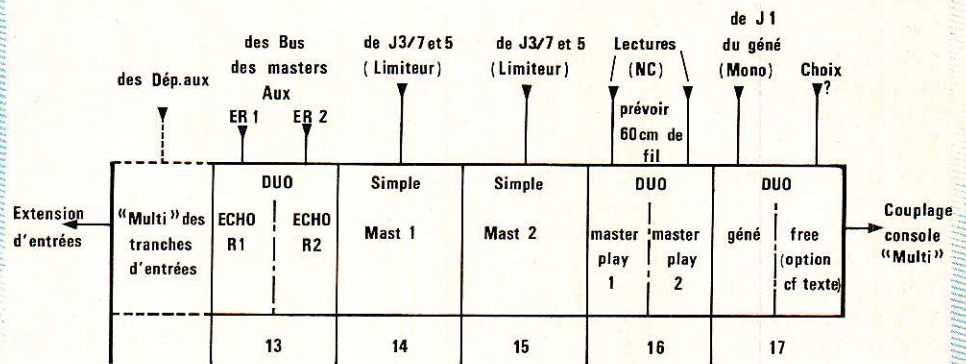 de J1
des Bus
de J3/7 et 5
de J3/7 et 5
Lectures
du géné
des masters
(Limiteur)
(Limiteur)
(NC)
(Mono)
Choix
des Dép.aux
Aux
?
ER 1
ER 2
prévoir
60cm de
fil
DUO
Simple
Simple
DUO
DUO
Extension
d'entrées
«Multi» des
tranches
d'entrées
ECHO
R1
ECHO
R2
Mast 1
Mast 2
master
play
1
master
play
2
géné
free
(option
cf texte)
Couplage
console
«Multi»
13
14
15
16
17